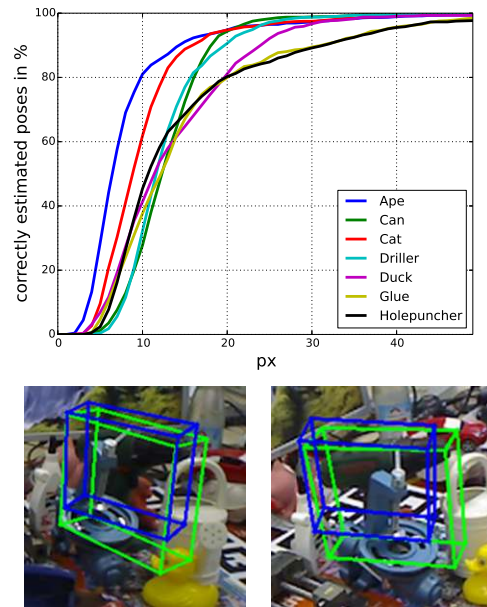 correctly estimated poses in %
100
80
60
40
20
0
0 10 20 30 40
px
Ape
Can
Cat
Driller
Duck
Glue
Holepuncher